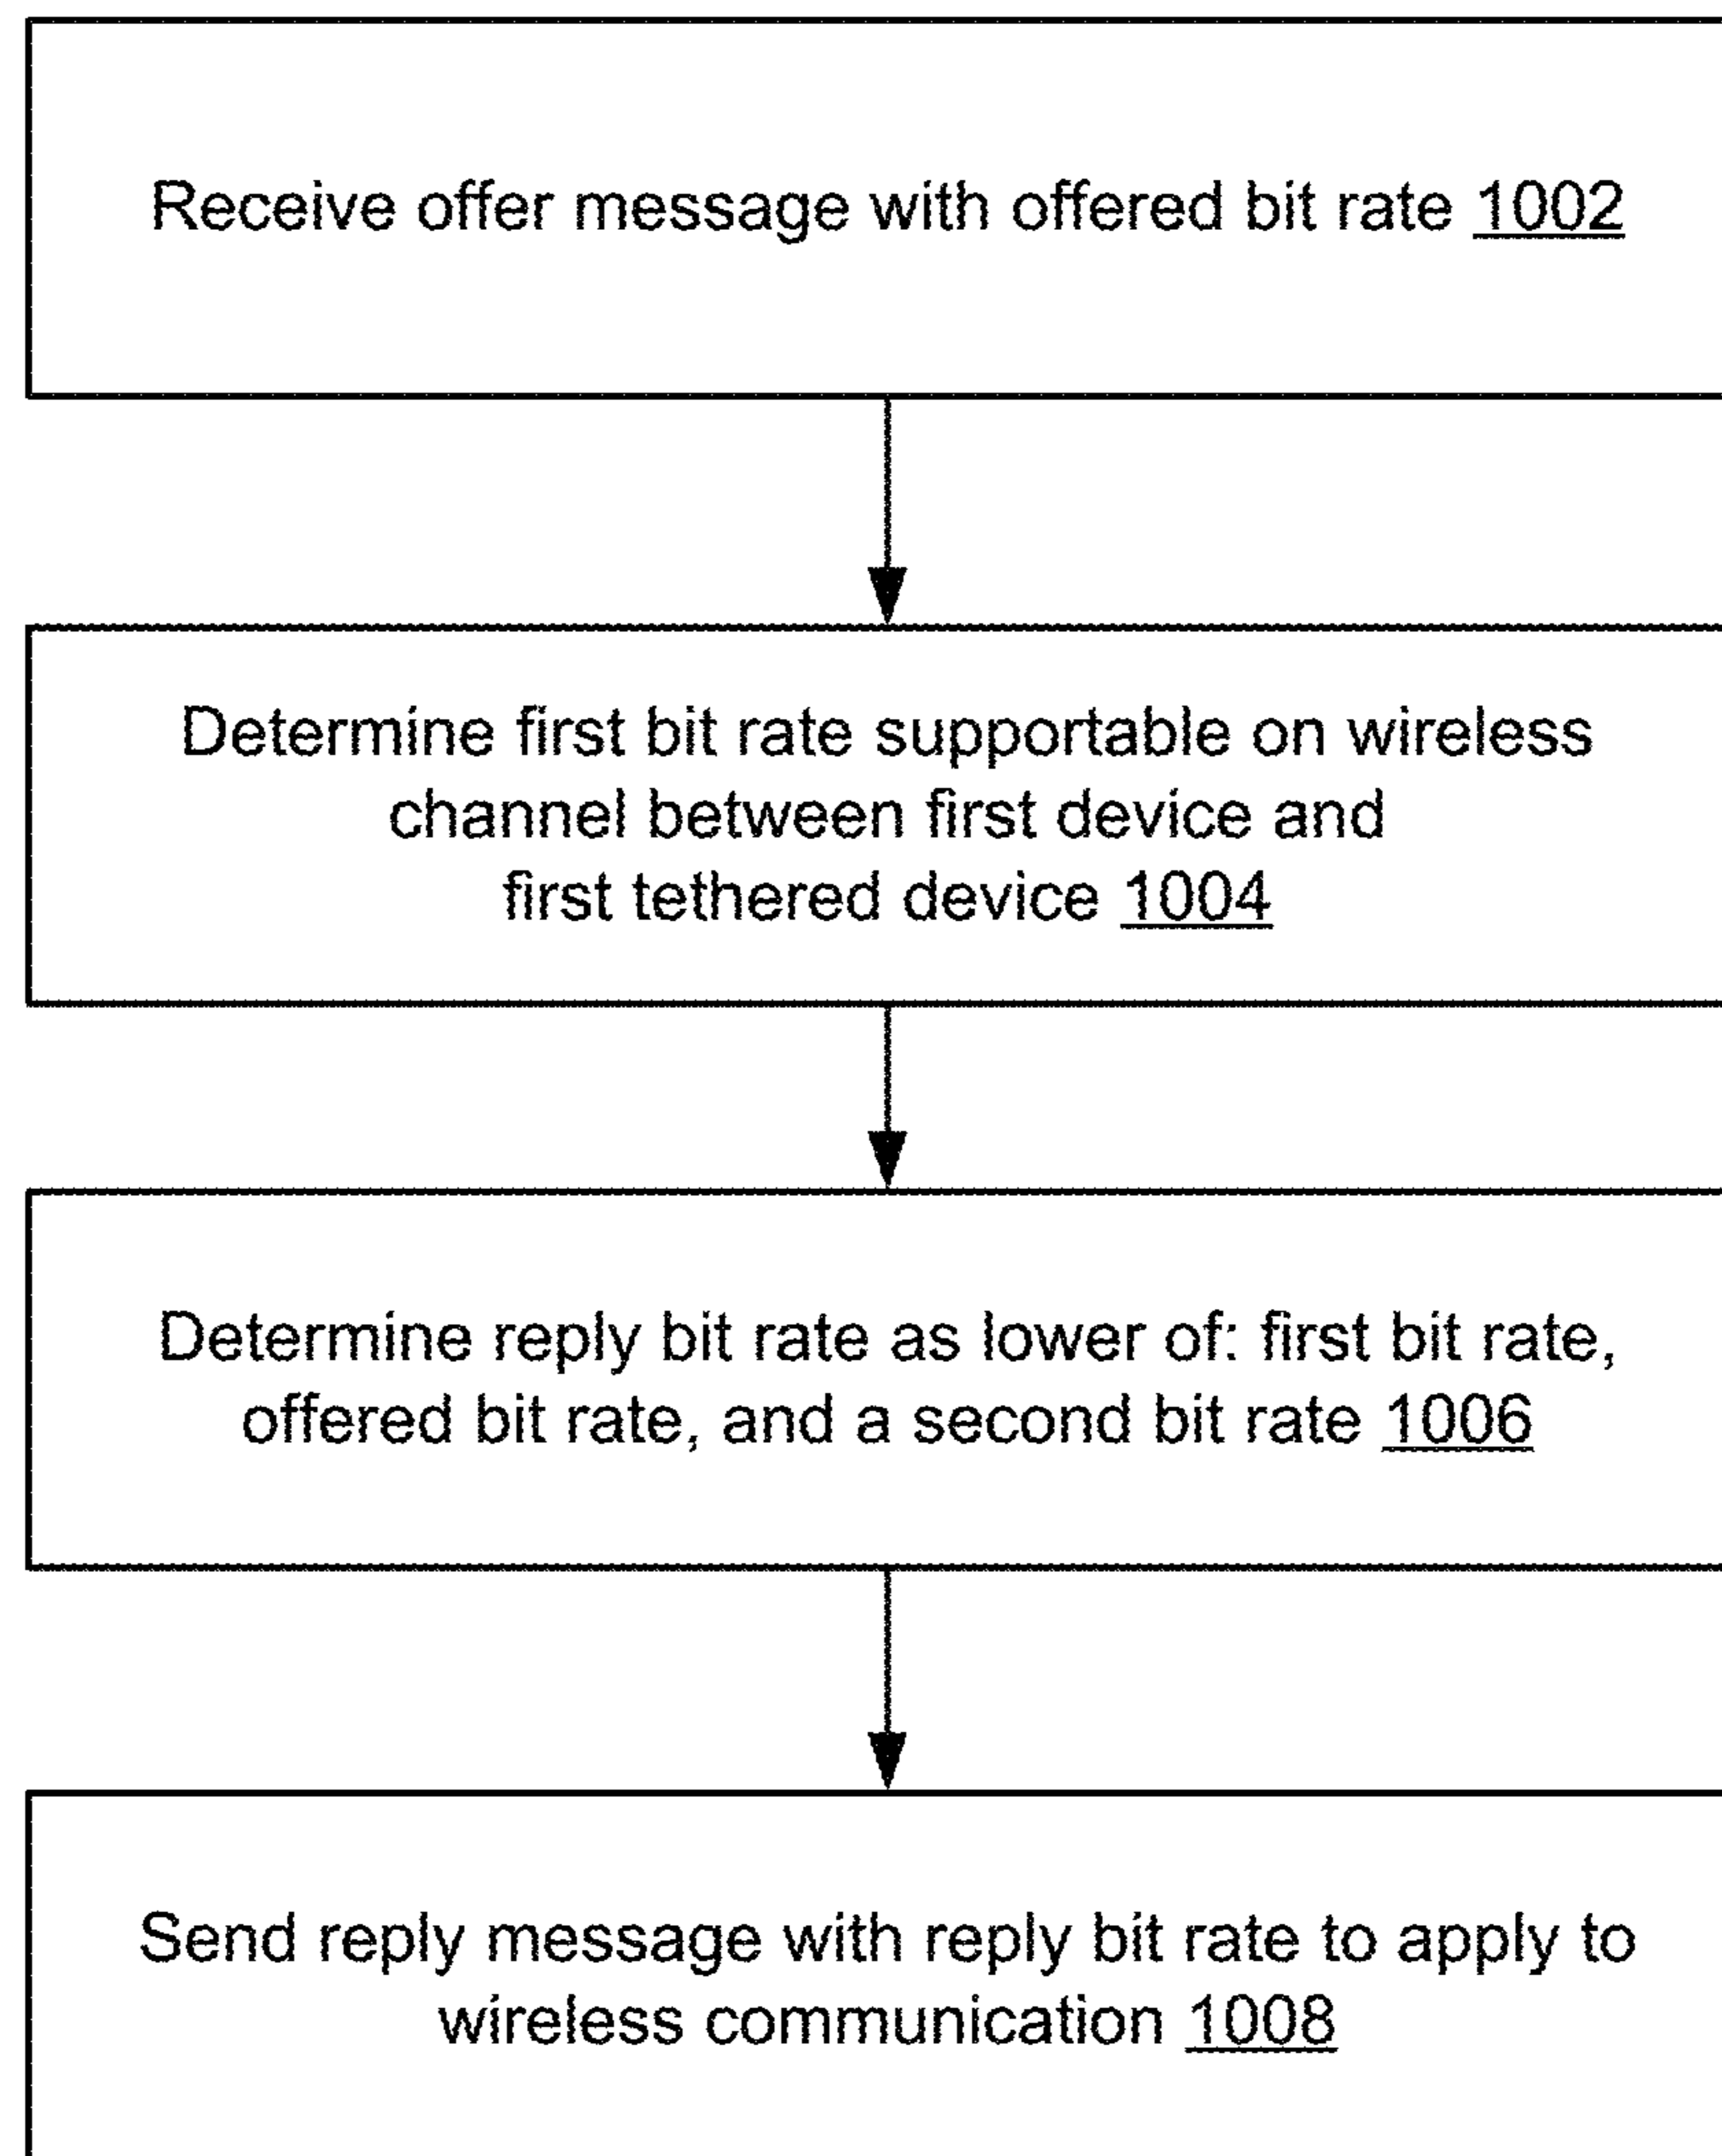 Receive offer message with offered bit rate 1002
Determine first bit rate supportable on wireless
channel between first device and
first tethered device 1004
Determine reply bit rate as lower of: first bit rate,
offered bit rate, and a second bit rate 1006
Send reply message with reply bit rate to apply to
wireless communication 1008